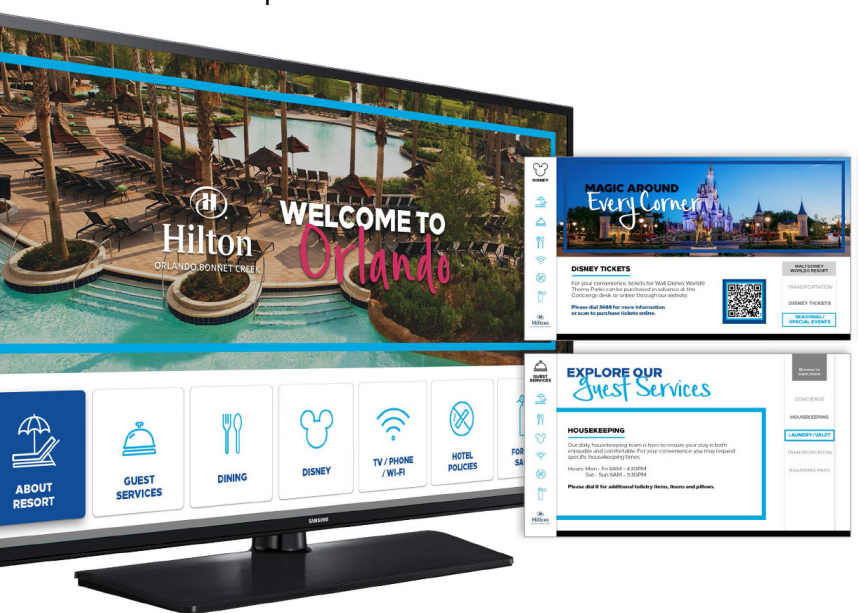 Hilton
ORLANDO BONNET CREEK
WELCOME TO
Orlando
ABOUT
RESORT
GUEST
SERVICES
DINING
DISNEY
TV / PHONE
/ WI-FI
HOTEL
POLICIES
FOR
SA
SAMSUNG
DISNEY
Hilton
MAGIC AROUND
Every Corner
DISNEY TICKETS
For your convenience, tickets for Walt Disney World®
Theme Parks can be purchased in advance at the
Concierge desk or online through our website.
Please dial 3688 for more information
or scan to purchase tickets online.
WALT DISNEY
WORLD® RESORT
TRANSPORTATION
DISNEY TICKETS
SEASONAL/
SPECIAL EVENTS
GUEST
SERVICES
Hilton
EXPLORE OUR
Guest Services
HOUSEKEEPING
Our daily housekeeping team is here to ensure your stay is both
enjoyable and comfortable. For your convenience you may request
specific housekeeping times.
Hours: Mon - Fri 8AM - 4:30PM
Sat - Sun 9AM - 5:30PM
Please dial 0 for additional toiletry items, linens and pillows.
learn more
CONCIERGE
HOUSEKEEPING
LAUNDRY/VALET
TRANSPORTATION
BOARDING PASS